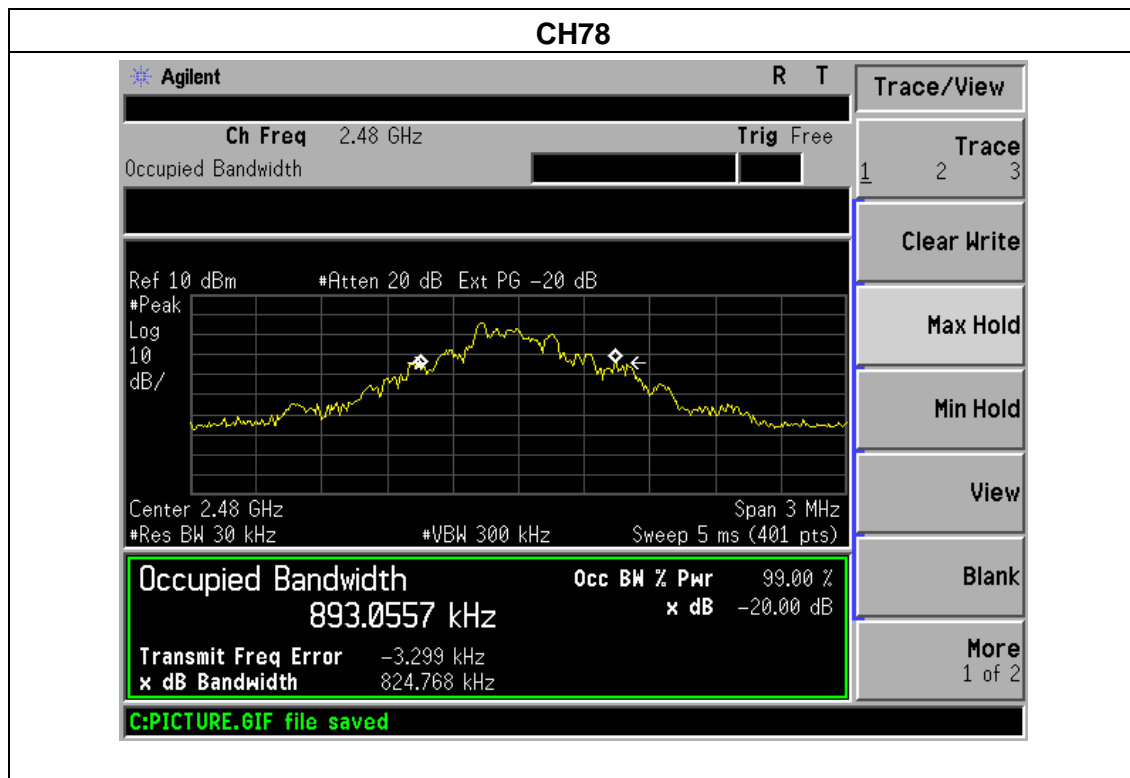 CH78
Agilent R T
Trace/View
Ch Freq 2.48 GHz Trig Free
Occupied Bandwidth
Trace
1 2 3
Clear Write
Ref 10 dBm #Atten 20 dB Ext PG -20 dB
#Peak
Log
10
dB/
Max Hold
Min Hold
View
Center 2.48 GHz Span 3 MHz
#Res BW 30 kHz #VBW 300 kHz Sweep 5 ms (401 pts)
Occupied Bandwidth Occ BW % Pwr 99.00 %
893.0557 kHz x dB -20.00 dB
Blank
Transmit Freq Error -3.299 kHz
x dB Bandwidth 824.768 kHz
More
1 of 2
C:PICTURE.GIF file saved